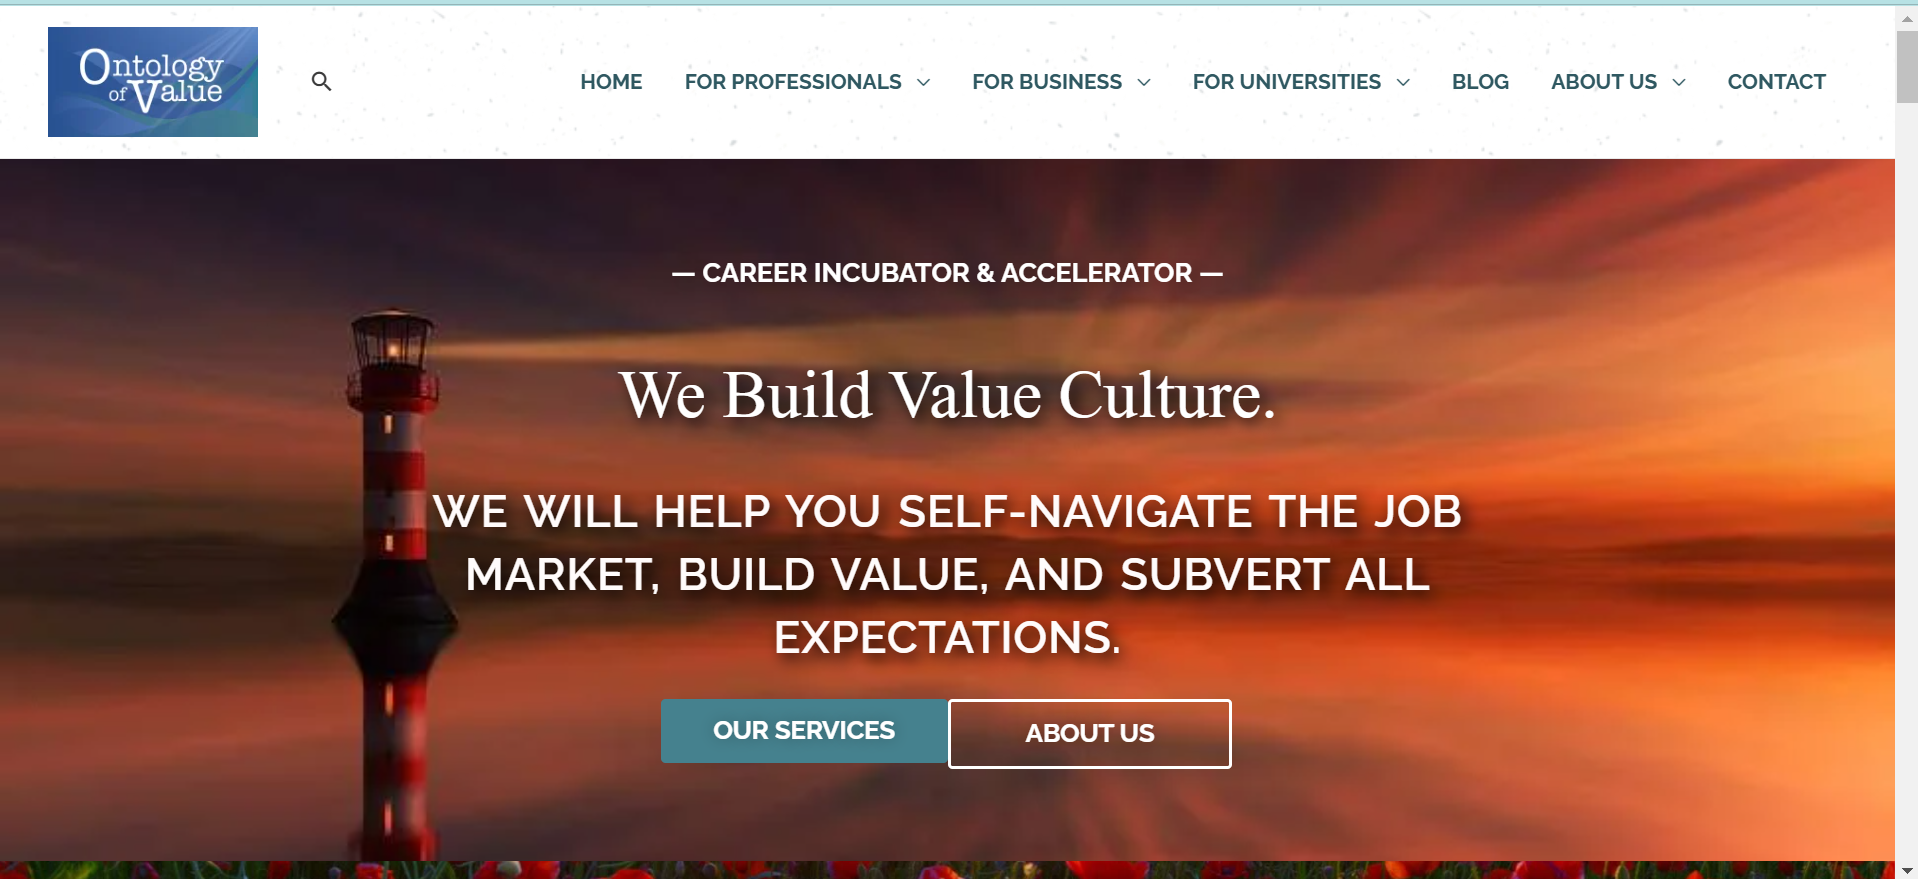 Ontology
of Value
HOME FOR PROFESSIONALS FOR BUSINESS FOR UNIVERSITIES BLOG ABOUT US CONTACT
— CAREER INCUBATOR & ACCELERATOR —
We Build Value Culture.
WE WILL HELP YOU SELF-NAVIGATE THE JOB
MARKET, BUILD VALUE, AND SUBVERT ALL
EXPECTATIONS.
OUR SERVICES ABOUT US